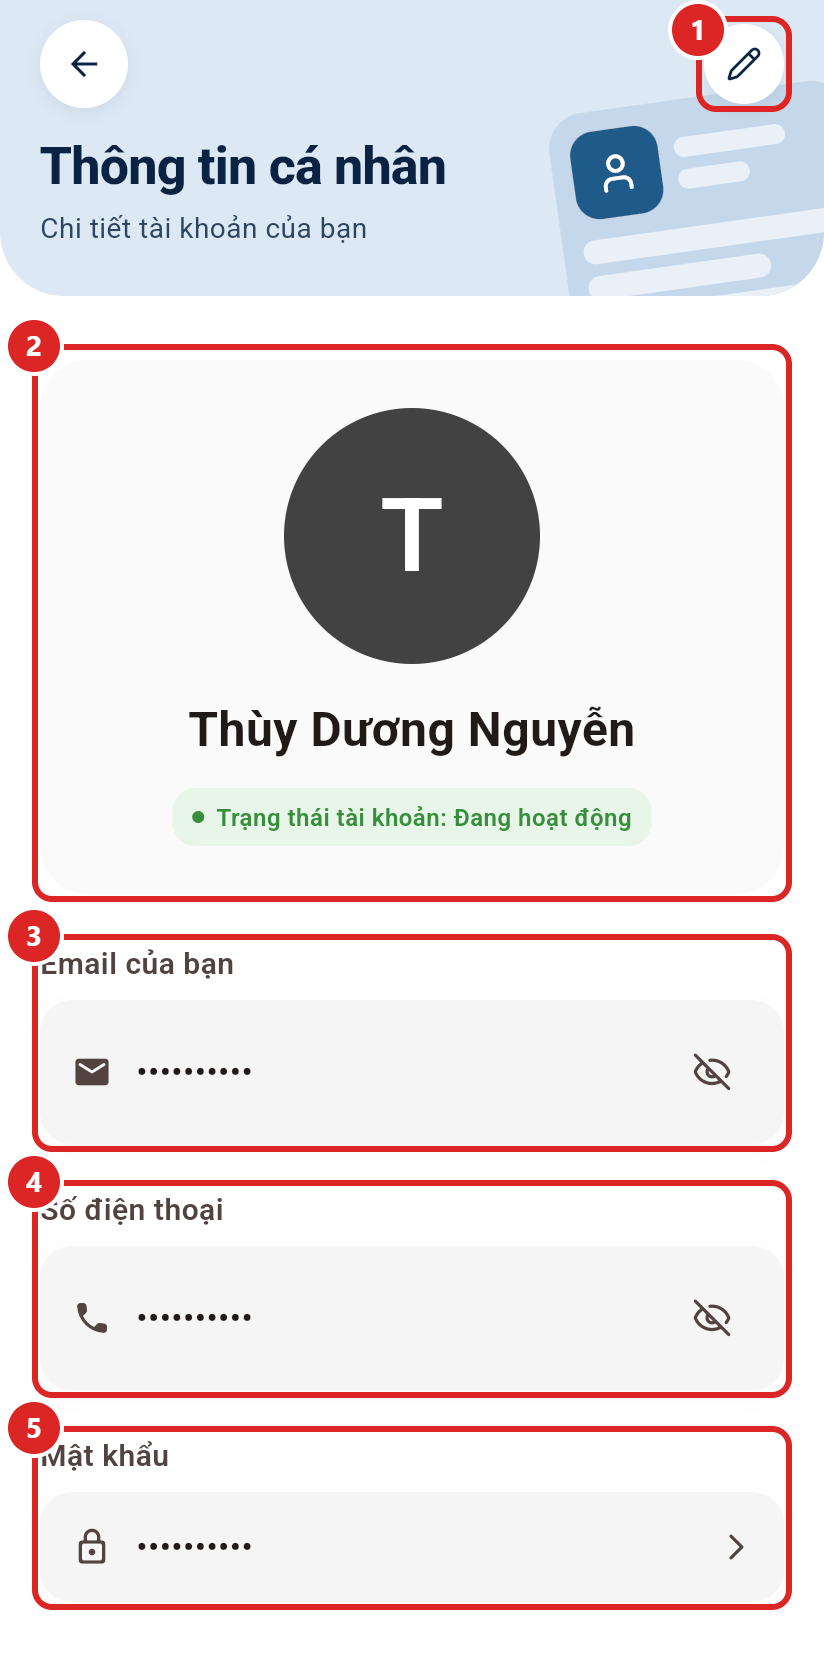 1
Thông tin cá nhân
Chi tiết tài khoản của bạn
2
T
Thùy Dương Nguyễn
Trạng thái tài khoản: Đang hoạt động
3
Email của bạn
••••••••••
4
Số điện thoại
••••••••••
5
Mật khẩu
••••••••••